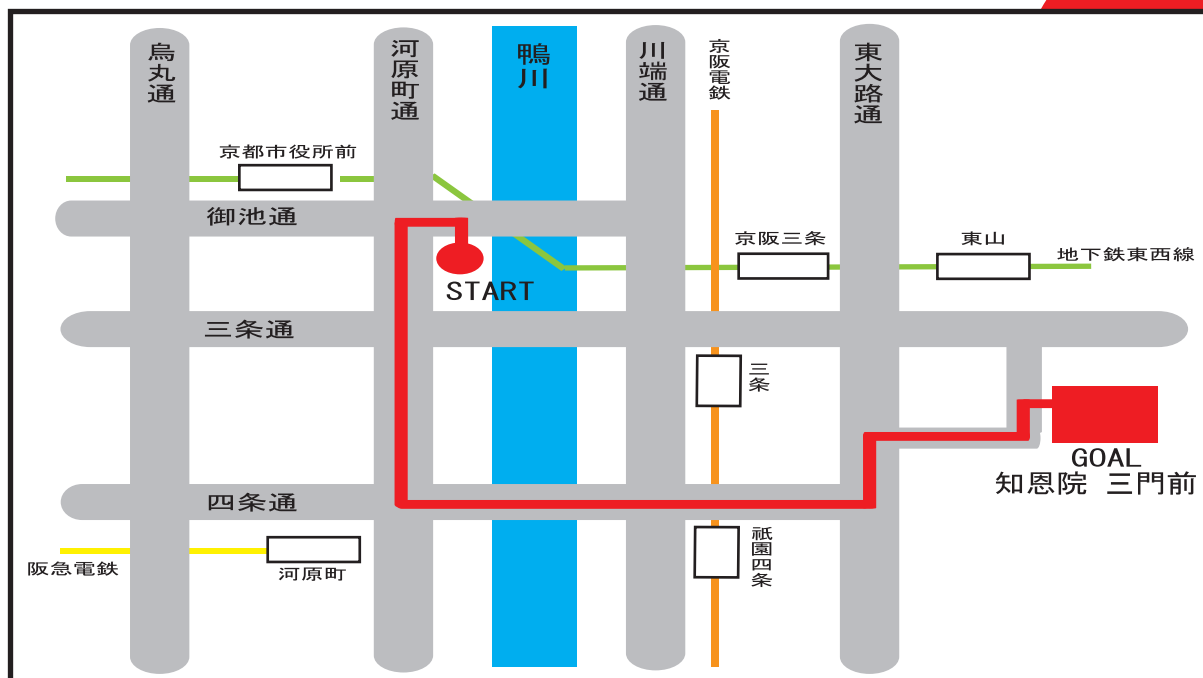 烏丸通
河原町通
鴨川
川端通
京阪電鉄
東大路通
京都市役所前
御池通
京阪三条
東山
地下鉄東西線
START
三条通
三条
GOAL
知恩院 三門前
四条通
祇園四条
阪急電鉄
河原町